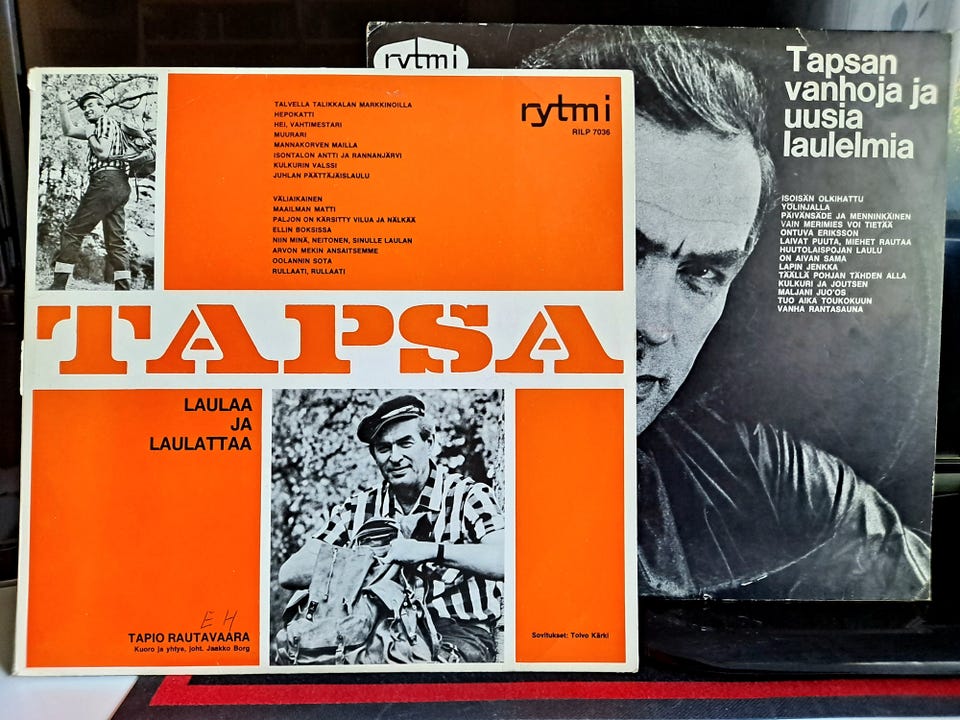 rytmi
RILP 7036
TALVELLA TALIKKALAN MARKKINOILLA
HEPOKATTI
HEI, VAHTIMESTARI
MUURARI
MANNAKORVEN MAILLA
ISONTALON ANTTI JA RANNANJÄRVI
KULKURIN VALSSI
JUHLAN PÄÄTTÄJÄISLAULU
VÄLIAIKAINEN
MAAILMAN MATTI
PALJON ON KÄRSITTY VILUA JA NÄLKÄÄ
ELLIN BOKSISSA
NIIN MINÄ, NEITONEN, SINULLE LAULAN
ARVON MEKIN ANSAITSEMME
OOLANNIN SOTA
RULLAATI, RULLAATI
TAPSA
LAULAA
JA
LAULATTAA
E H
TAPIO RAUTAVAARA
Kuoro ja yhtye, joht. Jaakko Borg
Sovitukset: Toivo Kärki
rytmi
Tapsan
vanhoja ja
uusia
laulelmia
ISOISÄN OLKIHATTU
YÖLINJALLA
PÄIVÄNSÄDE JA MENNINKÄINEN
VAIN MERIMIES VOI TIETÄÄ
ONTUVA ERIKSSON
LAIVAT PUUTA, MIEHET RAUTAA
HUUTOLAISPOJAN LAULU
ON AIVAN SAMA
LAPIN JENKKA
TÄÄLLÄ POHJAN TÄHDEN ALLA
KULKURI JA JOUTSEN
MALJANI JUO'OS
TUO AIKA TOUKOKUUN
VANHA RANTASAUNA